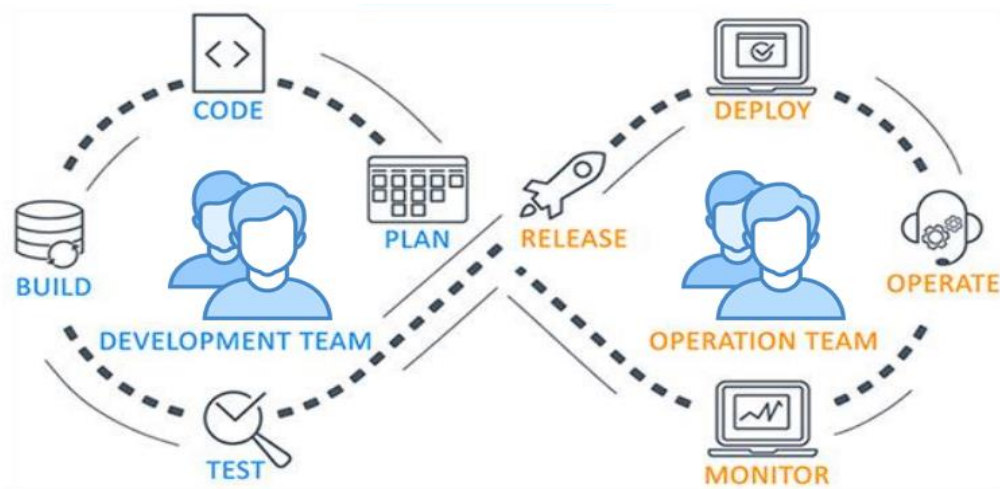 CODE
DEPLOY
PLAN
RELEASE
BUILD
OPERATE
DEVELOPMENT TEAM
OPERATION TEAM
TEST
MONITOR